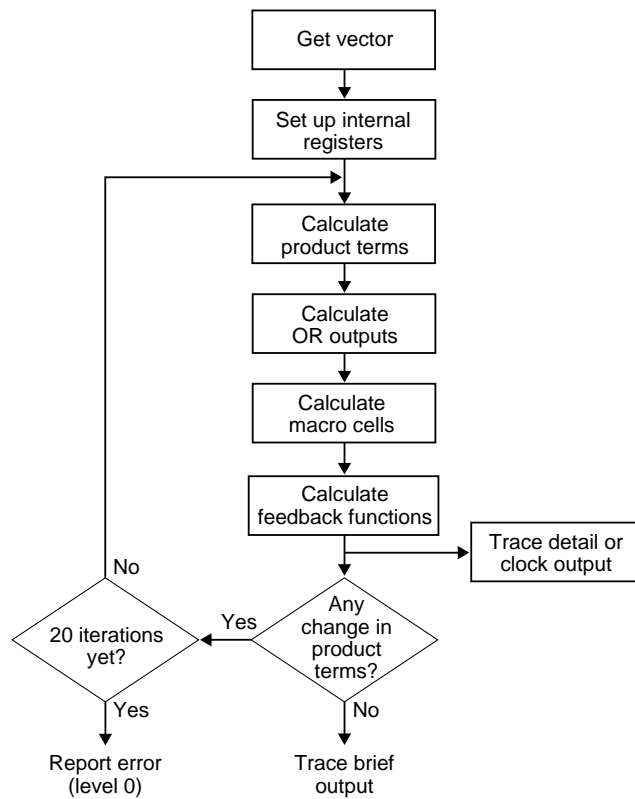 Get vector
Set up internal
registers
Calculate
product terms
Calculate
OR outputs
Calculate
macro cells
Calculate
feedback functions
Trace detail or
clock output
Any
change in
product
terms?
Yes
No
20 iterations
yet?
No
Yes
Report error
(level 0)
Trace brief
output